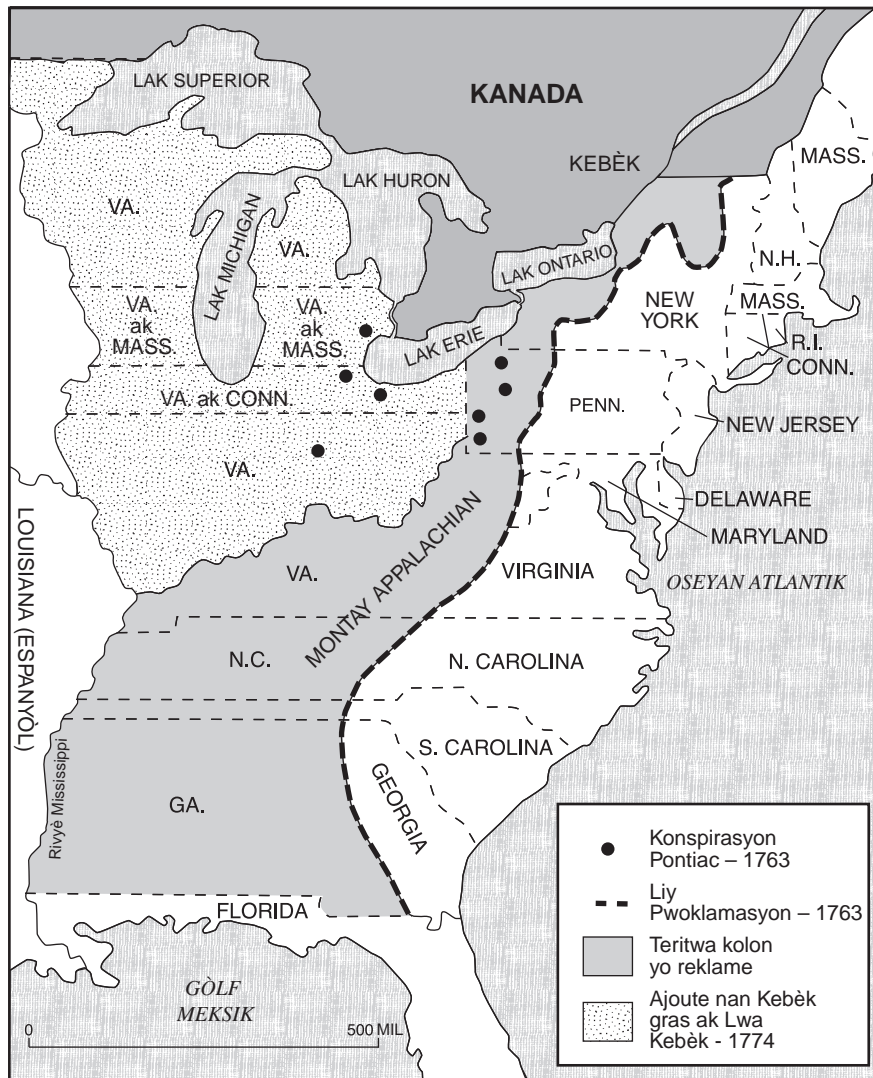 LAK SUPERIOR
KANADA
KEBÈK
MASS.
LAK HURON
VA.
LAK MICHIGAN
VA.
LAK ONTARIO
N.H.
NEW
YORK
MASS.
VA.
ak
MASS.
VA.
ak
MASS.
LAK ERIE
R.I.
CONN.
VA. ak CONN.
PENN.
NEW JERSEY
VA.
DELAWARE
MARYLAND
LOUISIANA (ESPANYÒL)
MONTAY APPALACHIAN
VA.
VIRGINIA
OSEYAN ATLANTIK
N.C.
N. CAROLINA
S. CAROLINA
Rivyè Mississippi
GA.
GEORGIA
FLORIDA
GÒLF
MEKSIK
0 500 MIL
Konspirasyon
Pontiac – 1763
Liy
Pwoklamasyon – 1763
Teritwa kolon
yo reklame
Ajoute nan Kebèk
gras ak Lwa
Kebèk - 1774